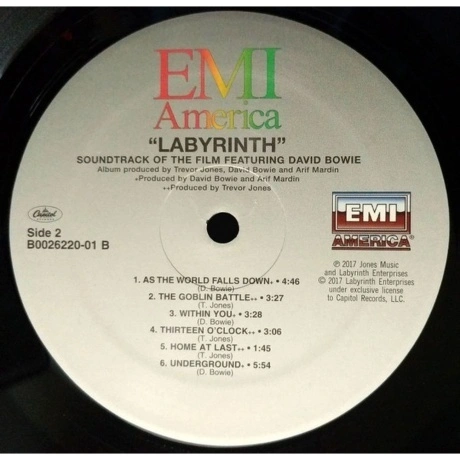 EMI
America
"LABYRINTH"
SOUNDTRACK OF THE FILM FEATURING DAVID BOWIE
Album produced by Trevor Jones, David Bowie and Arif Mardin
+Produced by David Bowie and Arif Mardin
++Produced by Trevor Jones
Capitol
RECORDS
Side 2
B0026220-01 B
EMI
AMERICA
℗ 2017 Jones Music
and Labyrinth Enterprises
© 2017 Labyrinth Enterprises
under exclusive license
to Capitol Records, LLC.
1. AS THE WORLD FALLS DOWN+ • 4:46
(D. Bowie)
2. THE GOBLIN BATTLE++ • 3:27
(T. Jones)
3. WITHIN YOU+ • 3:28
(D. Bowie)
4. THIRTEEN O'CLOCK++ • 3:06
(T. Jones)
5. HOME AT LAST++ • 1:45
(T. Jones)
6. UNDERGROUND+ • 5:54
(D. Bowie)